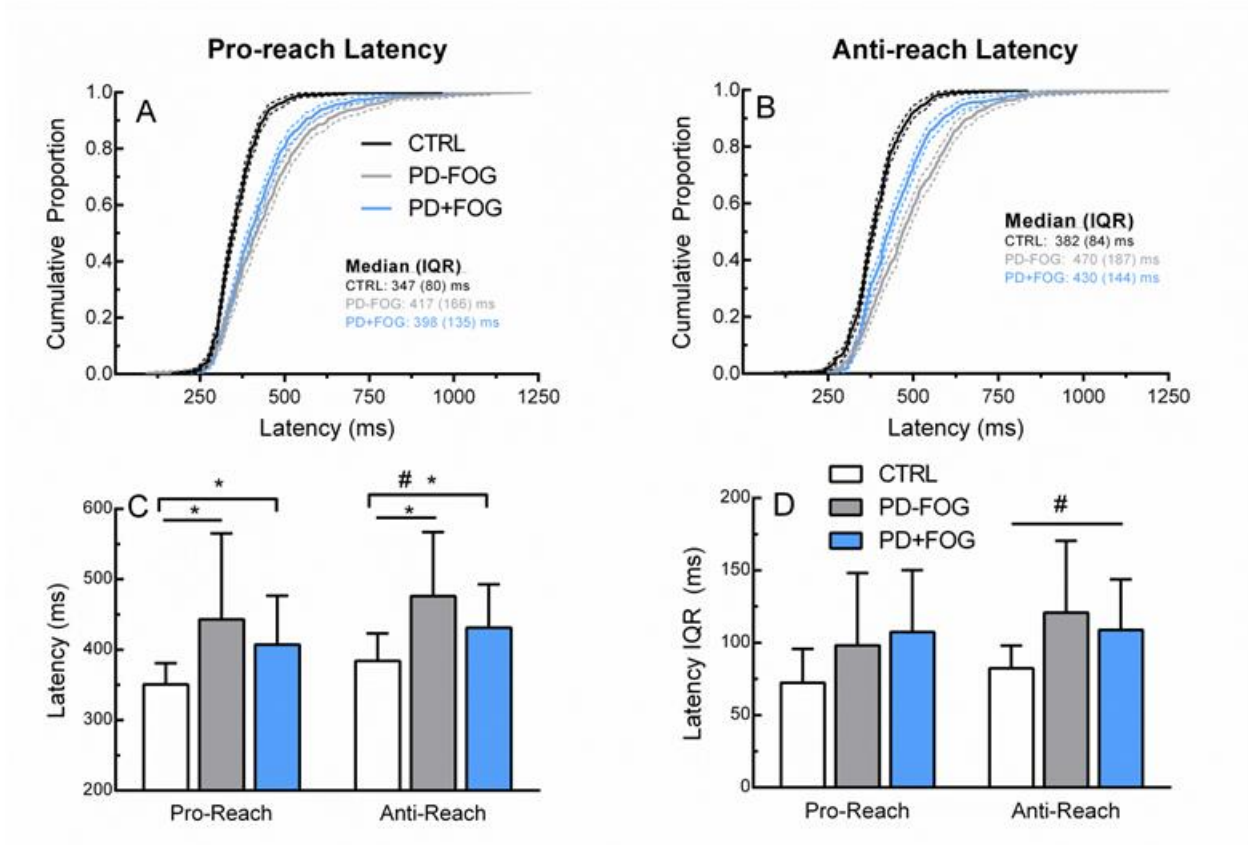 Pro-reach Latency
Anti-reach Latency
A
1.0
0.8
0.6
0.4
0.2
0.0
Cumulative Proportion
CTRL
PD-FOG
PD+FOG
Median (IQR)
CTRL: 347 (80) ms
PD-FOG: 417 (166) ms
PD+FOG: 398 (135) ms
250 500 750 1000 1250
Latency (ms)
B
1.0
0.8
0.6
0.4
0.2
0.0
Cumulative Proportion
Median (IQR)
CTRL: 382 (84) ms
PD-FOG: 470 (187) ms
PD+FOG: 430 (144) ms
250 500 750 1000 1250
Latency (ms)
C
600
500
400
300
200
Latency (ms)
*
*
# *
*
Pro-Reach Anti-Reach
D
CTRL
PD-FOG
PD+FOG
200
150
100
50
0
Latency IQR (ms)
#
Pro-Reach Anti-Reach